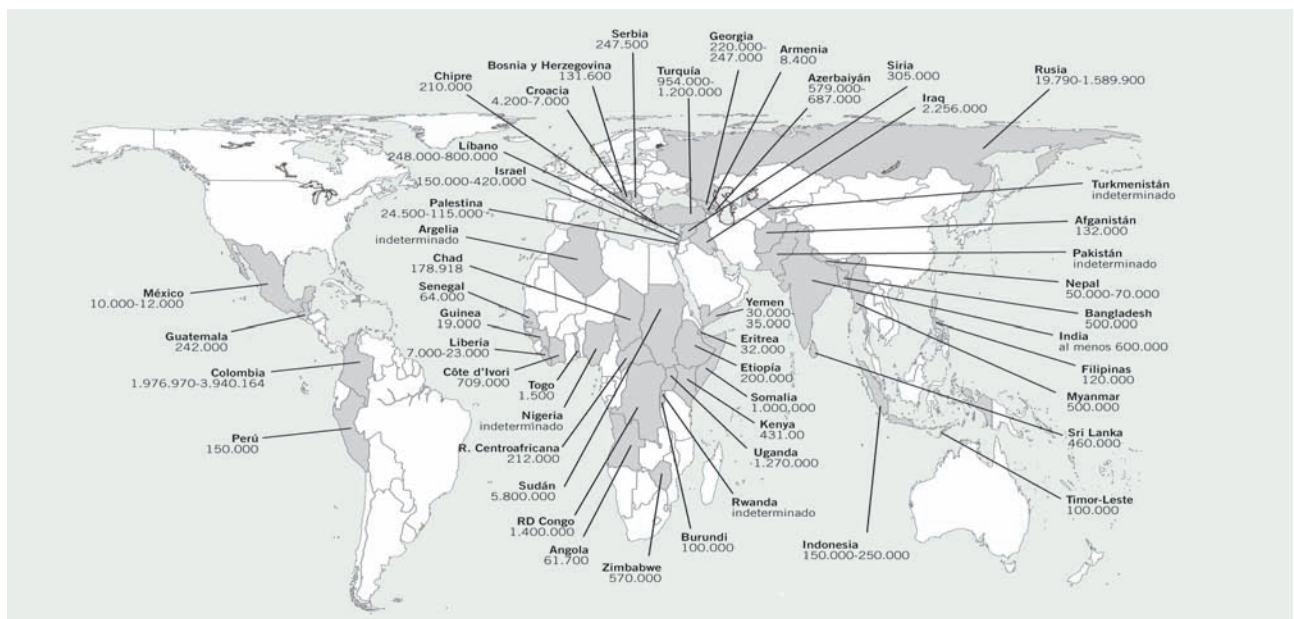 Serbia
247.500
Georgia
220.000-
247.000
Armenia
8.400
Bosnia y Herzegovina
131.600
Turquía
954.000-
1.200.000
Siria
305.000
Rusia
19.790-1.589.900
Chipre
210.000
Azerbaiyán
579.000-
687.000
Croacia
4.200-7.000
Iraq
2.256.000
Líbano
248.000-800.000
Israel
150.000-420.000
Turkmenistán
indeterminado
Palestina
24.500-115.000
Afganistán
132.000
Argelia
indeterminado
Pakistán
indeterminado
Chad
178.918
Nepal
50.000-70.000
México
10.000-12.000
Senegal
64.000
Yemen
30.000-
35.000
Bangladesh
500.000
Guinea
19.000
India
al menos 600.000
Guatemala
242.000
Liberia
7.000-23.000
Eritrea
32.000
Filipinas
120.000
Colombia
1.976.970-3.940.164
Côte d'Ivori
709.000
Etiopía
200.000
Togo
1.500
Myanmar
500.000
Somalia
1.000,000
Nigeria
indeterminado
Kenya
431.00
Sri Lanka
460.000
Perú
150.000
R. Centroafricana
212.000
Uganda
1.270.000
Sudán
5.800.000
Rwanda
indeterminado
Timor-Leste
100.000
RD Congo
1.400.000
Burundi
100.000
Indonesia
150.000-250.000
Angola
61.700
Zimbabwe
570.000